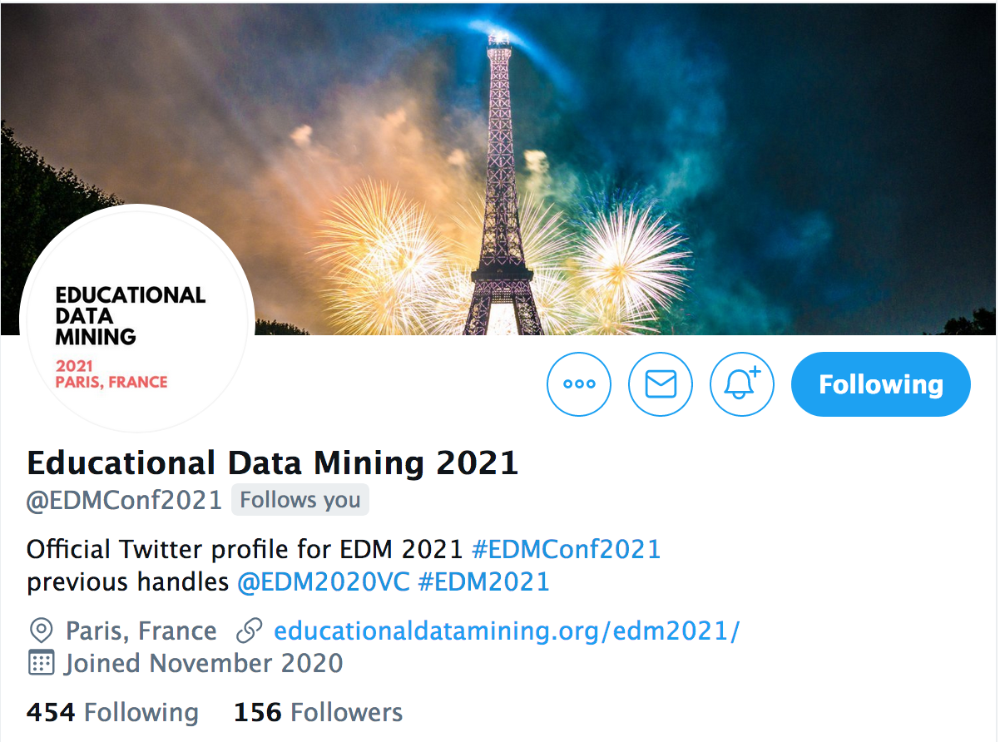 EDUCATIONAL
DATA
MINING
2021
PARIS, FRANCE
Following
Educational Data Mining 2021
@EDMConf2021 Follows you
Official Twitter profile for EDM 2021 #EDMConf2021
previous handles @EDM2020VC #EDM2021
Paris, France educationaldatamining.org/edm2021/
Joined November 2020
454 Following 156 Followers